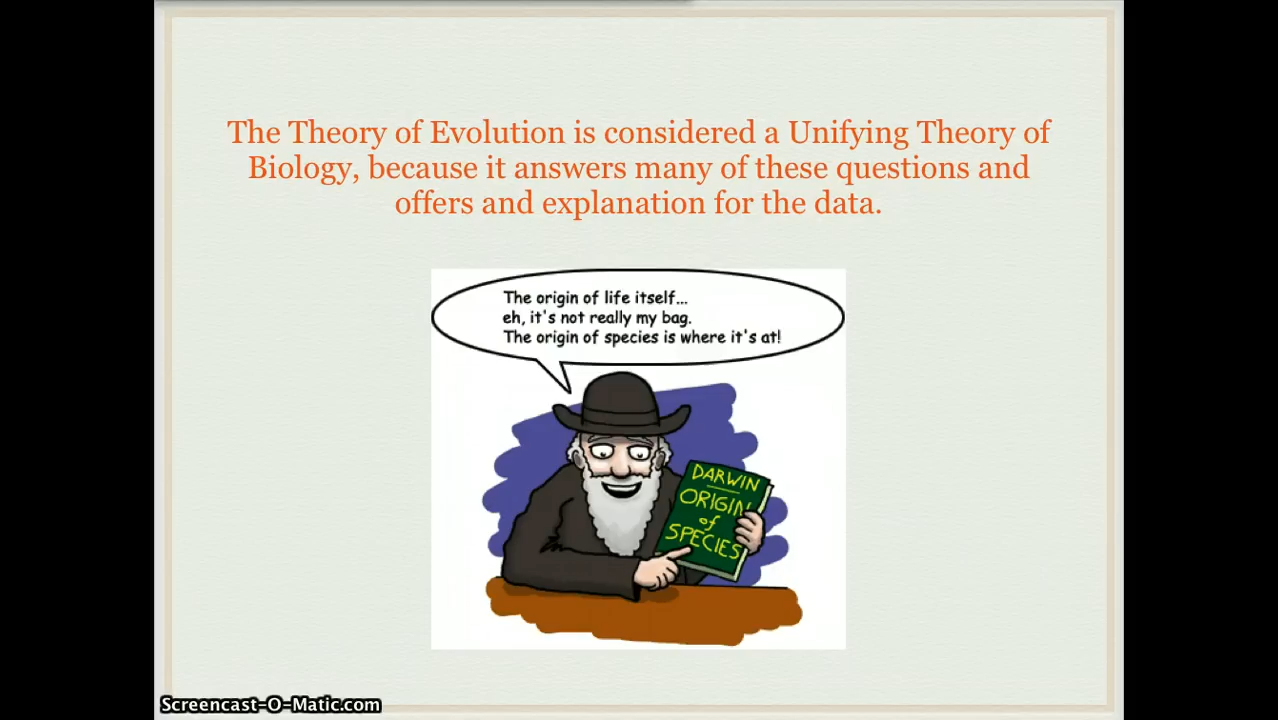 The Theory of Evolution is considered a Unifying Theory of
Biology, because it answers many of these questions and
offers and explanation for the data.
The origin of life itself...
eh, it's not really my bag.
The origin of species is where it's at!
DARWIN
ORIGIN
of
SPECIES
Screencast-O-Matic.com